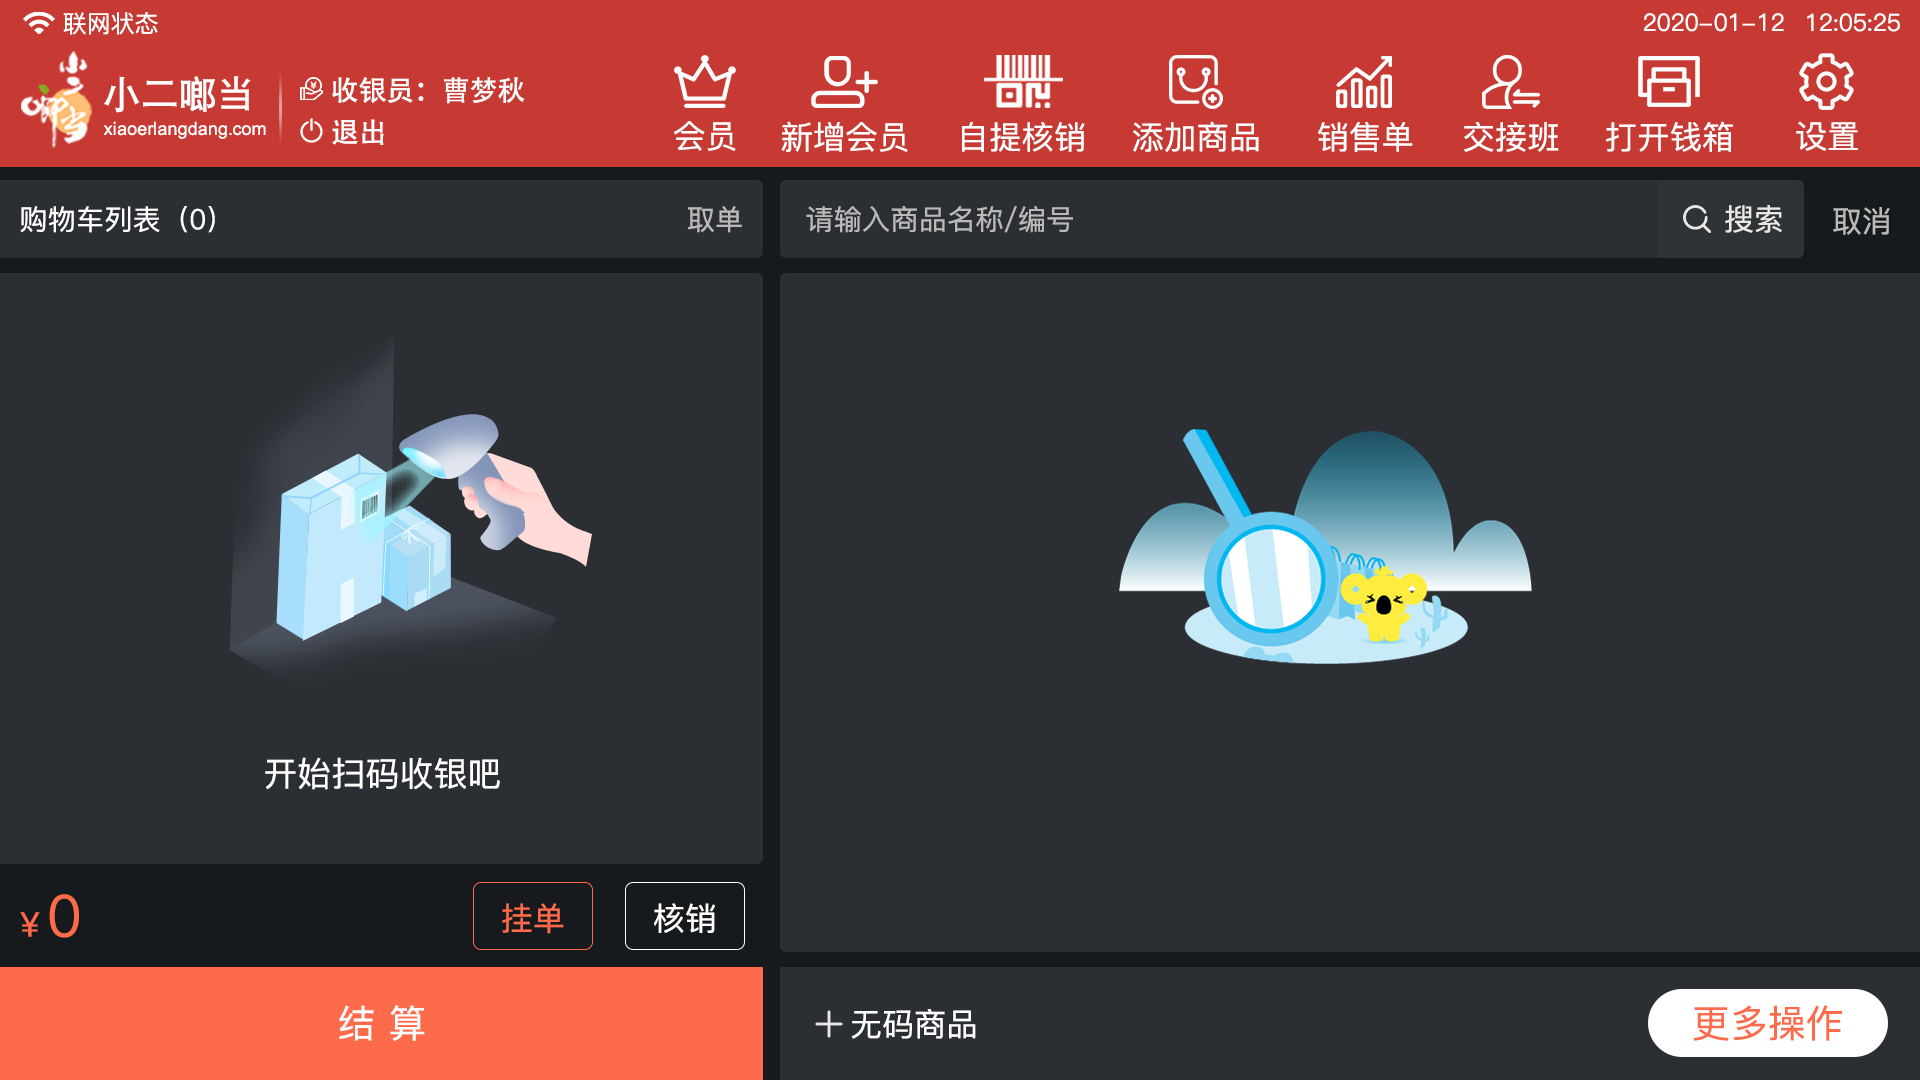 联网状态
2020-01-12 12:05:25
小二啷当
xiaoerlangdang.com
收银员：曹梦秋
退出
会员
新增会员
自提核销
添加商品
销售单
交接班
打开钱箱
设置
购物车列表（0）
取单
请输入商品名称/编号
搜索
取消
开始扫码收银吧
¥0
挂单
核销
结 算
无码商品
更多操作